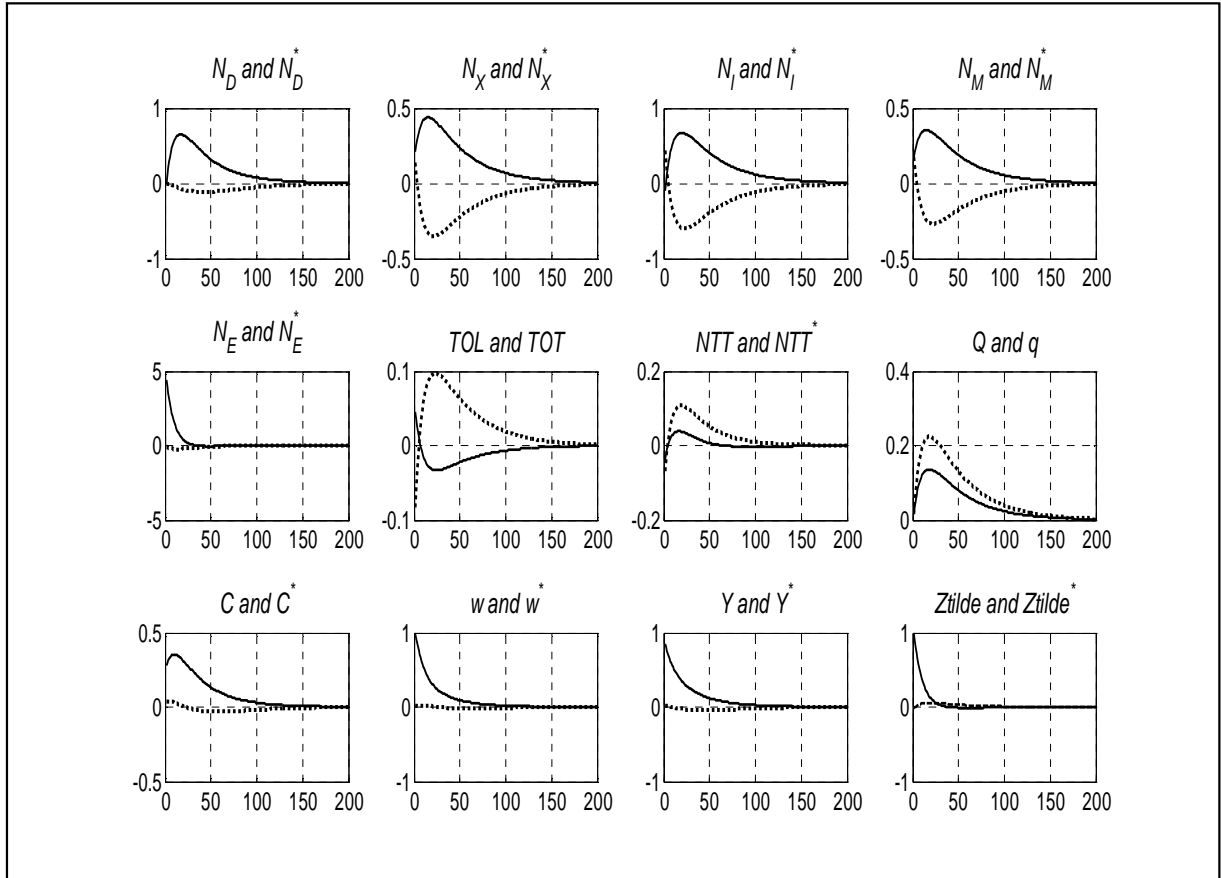 N_D and N_D^* N_X and N_X^* N_I and N_I^* N_M and N_M^*
1 0.5 1 0.5
0 0 0 0
-1 -0.5 -1 -0.5
0 50 100 150 200 0 50 100 150 200 0 50 100 150 200 0 50 100 150 200
N_E and N_E^* TOL and TOT NTT and NTT^* Q and q
5 0.1 0.2 0.4
0 0 0 0.2
-5 -0.1 -0.2 0
0 50 100 150 200 0 50 100 150 200 0 50 100 150 200 0 50 100 150 200
C and C^* w and w^* Y and Y^* Ztilde and Ztilde^*
0.5 1 1 1
0 0 0 0
-0.5 -1 -1 -1
0 50 100 150 200 0 50 100 150 200 0 50 100 150 200 0 50 100 150 200